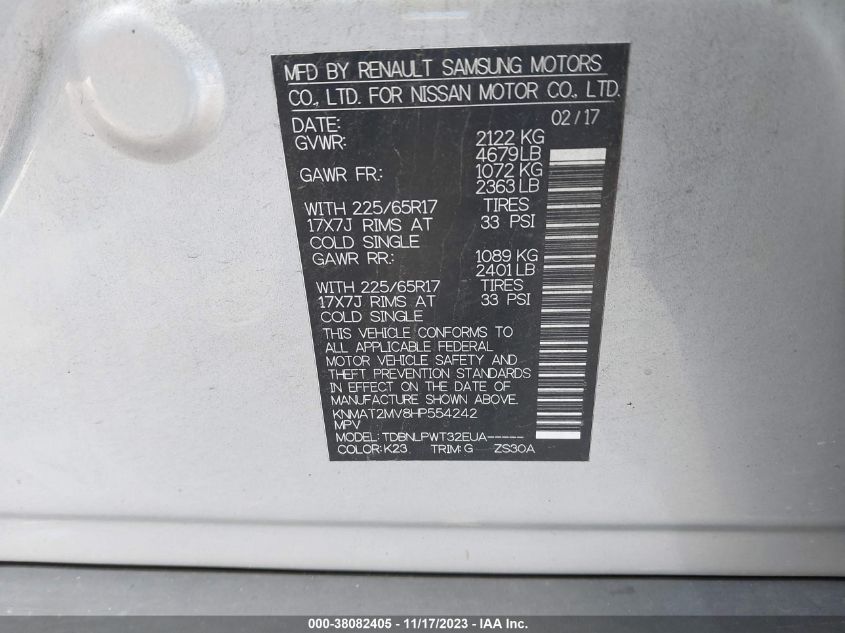 MFD BY RENAULT SAMSUNG MOTORS
CO., LTD. FOR NISSAN MOTOR CO., LTD.
DATE: 02/17
GVWR: 2122 KG
4679 LB
GAWR FR.: 1072 KG
2363 LB
WITH 225/65R17 TIRES
17X7J RIMS AT 33 PSI
COLD SINGLE
GAWR RR.: 1089 KG
2401 LB
WITH 225/65R17 TIRES
17X7J RIMS AT 33 PSI
COLD SINGLE
THIS VEHICLE CONFORMS TO
ALL APPLICABLE FEDERAL
MOTOR VEHICLE SAFETY AND
THEFT PREVENTION STANDARDS
IN EFFECT ON THE DATE OF
MANUFACTURE SHOWN ABOVE.
KNMAT2MV8HP554242
MPV
MODEL: TDBNLPWT32EUA-----
COLOR: K23 TRIM: G ZS30A
000-38082405 - 11/17/2023 - IAA Inc.